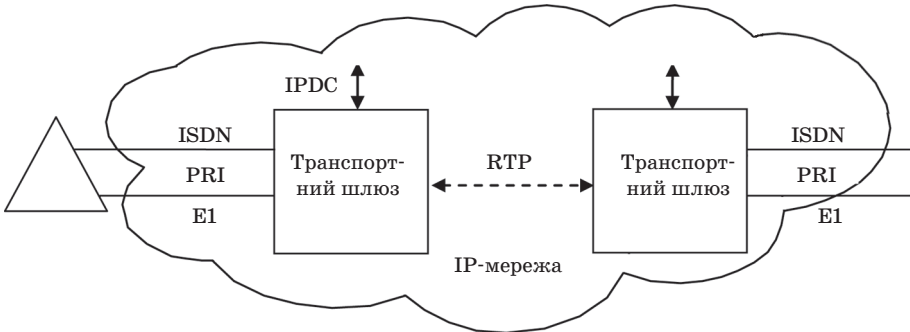 IPDC
ISDN
PRI
E1
Транспорт-
ний шлюз
RTP
Транспорт-
ний шлюз
ISDN
PRI
E1
IP-мережа